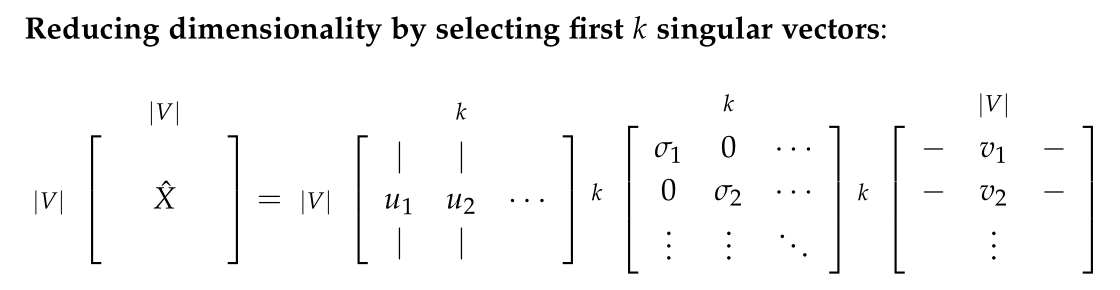 Reducing dimensionality by selecting first k singular vectors:
|V| k k |V|
| | σ₁ 0 ⋯ − v₁ −
|V| X̂ = |V| u₁ u₂ ⋯ k 0 σ₂ ⋯ k − v₂ −
| | ⋮ ⋮ ⋱ ⋮